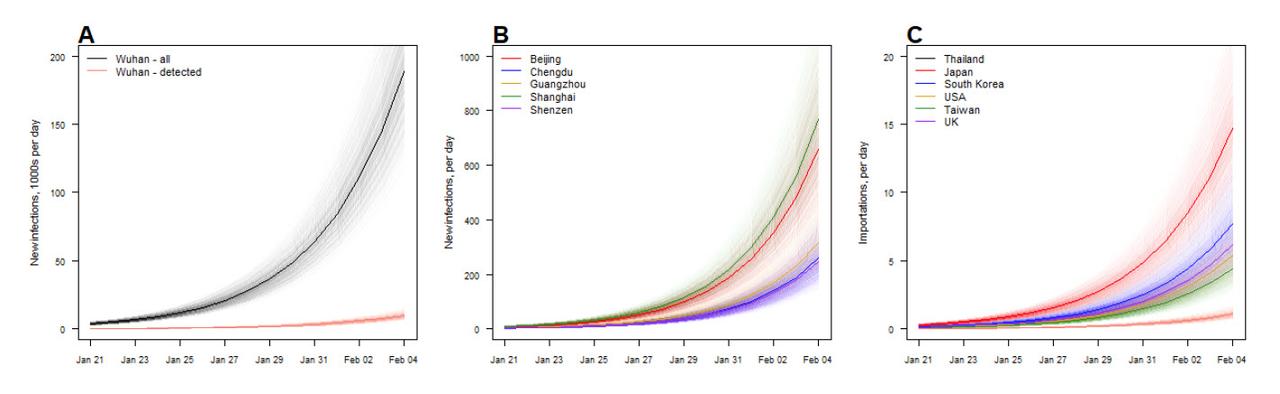 A
New infections, 1000s per day
Wuhan - all
Wuhan - detected
200
150
100
50
0
Jan 21 Jan 23 Jan 25 Jan 27 Jan 29 Jan 31 Feb 02 Feb 04
B
New infections, per day
Beijing
Chengdu
Guangzhou
Shanghai
Shenzen
1000
800
600
400
200
0
Jan 21 Jan 23 Jan 25 Jan 27 Jan 29 Jan 31 Feb 02 Feb 04
C
Importations, per day
Thailand
Japan
South Korea
USA
Taiwan
UK
20
15
10
5
0
Jan 21 Jan 23 Jan 25 Jan 27 Jan 29 Jan 31 Feb 02 Feb 04